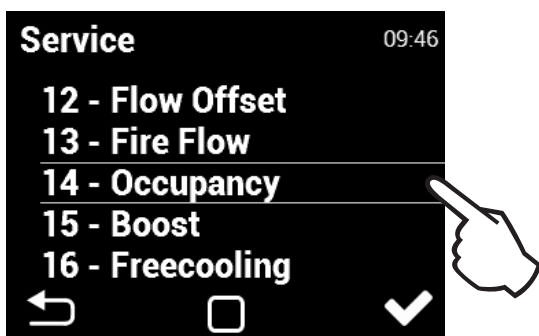 Service 09:46
12 - Flow Offset
13 - Fire Flow
14 - Occupancy
15 - Boost
16 - Freecooling